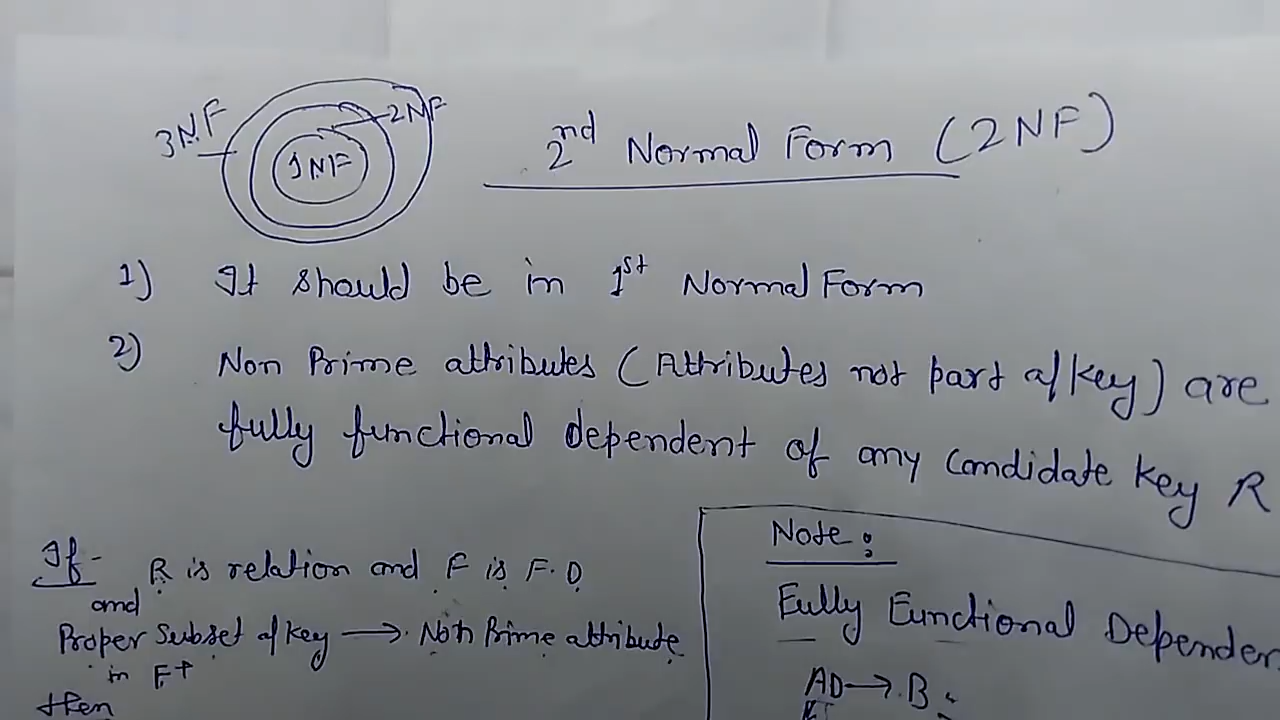 3NF
2NF
1NF
2nd Normal Form (2NF)
1) It should be in 1st Normal Form
2) Non Prime attributes (Attributes not part of key) are
fully functional dependent of any Candidate key R
If R is relation and F is F.D
and
Proper Subset of key → Non Prime attribute
in F+
then
Note:
Fully Functional Dependen
AD → B